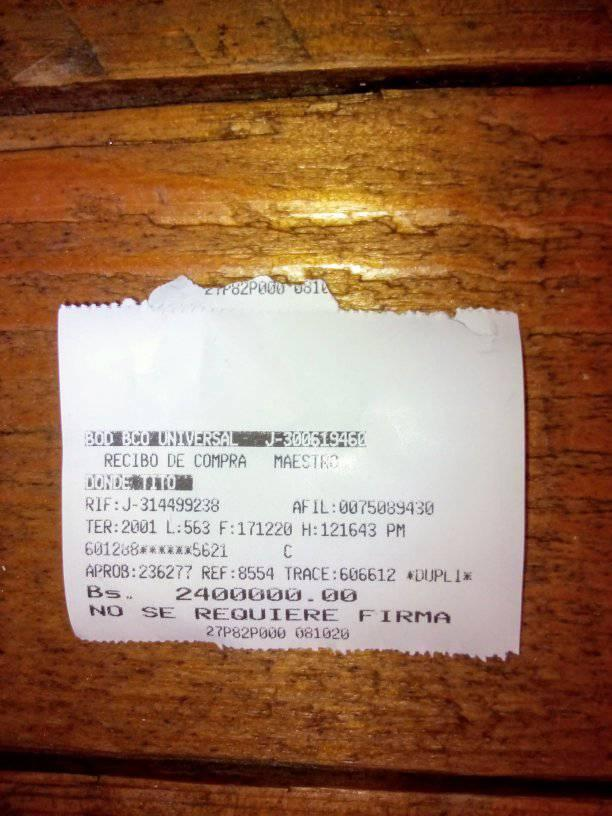 27P82P000 0810
BOD BCO UNIVERSAL J-300619460
RECIBO DE COMPRA MAESTRO
DONDE TITO
RIF:J-314499238 AFIL:0075089430
TER:2001 L:563 F:171220 H:121643 PM
601288******5621 C
APROB:236277 REF:8554 TRACE:606612 *DUPLI*
Bs. 2400000.00
NO SE REQUIERE FIRMA
27P82P000 081020